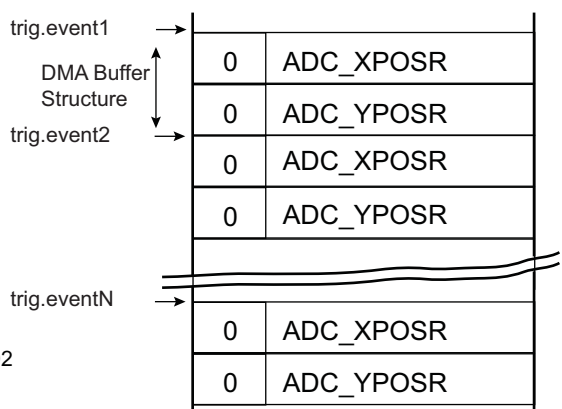 trig.event1
0 ADC_XPOSR
DMA Buffer
Structure
0 ADC_YPOSR
trig.event2
0 ADC_XPOSR
0 ADC_YPOSR
trig.eventN
0 ADC_XPOSR
2
0 ADC_YPOSR